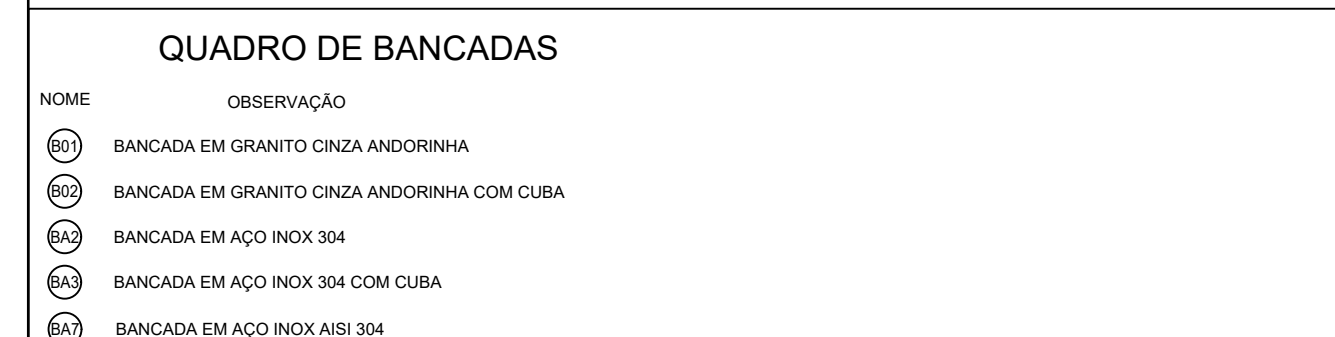 QUADRO DE BANCADAS
NOME OBSERVAÇÃO
B01 BANCADA EM GRANITO CINZA ANDORINHA
B02 BANCADA EM GRANITO CINZA ANDORINHA COM CUBA
BA2 BANCADA EM AÇO INOX 304
BA3 BANCADA EM AÇO INOX 304 COM CUBA
BA7 BANCADA EM AÇO INOX AISI 304